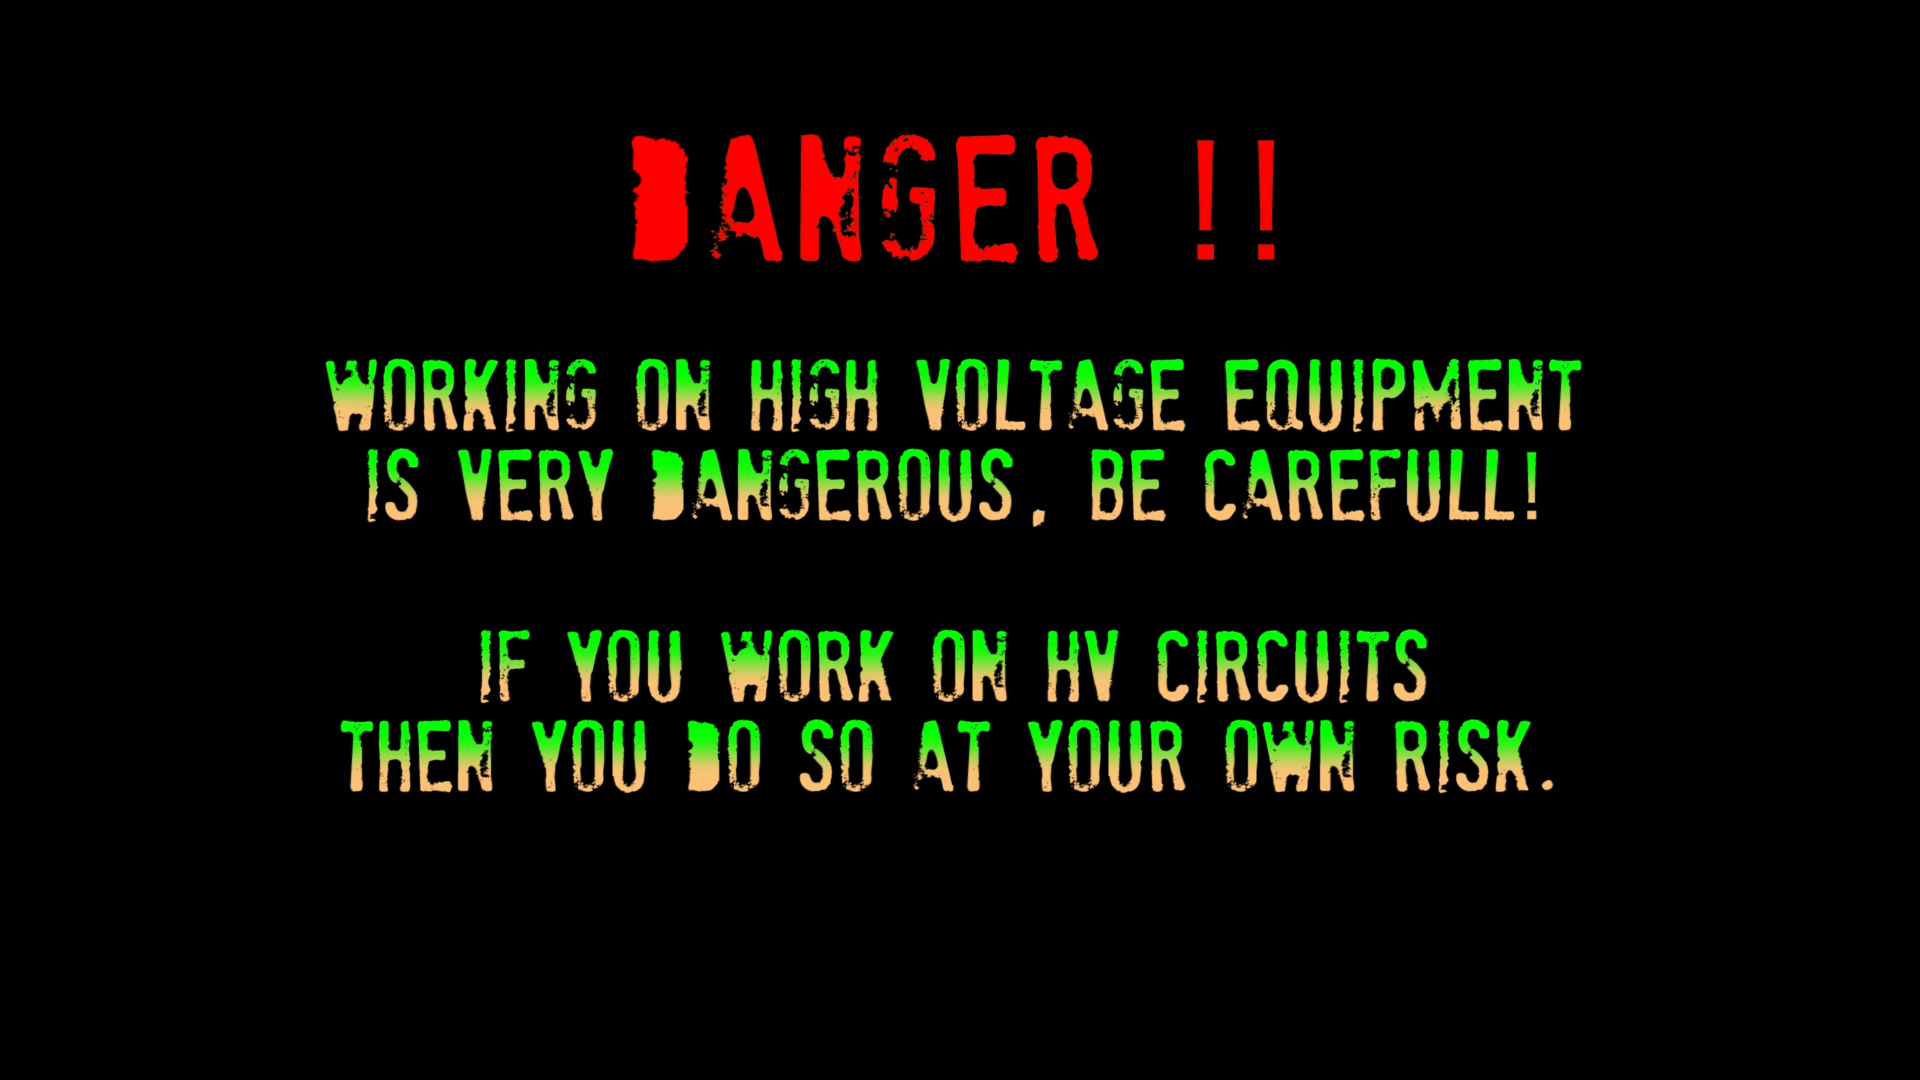 DANGER !!
WORKING ON HIGH VOLTAGE EQUIPMENT
IS VERY DANGEROUS, BE CAREFULL!
IF YOU WORK ON HV CIRCUITS
THEN YOU DO SO AT YOUR OWN RISK.